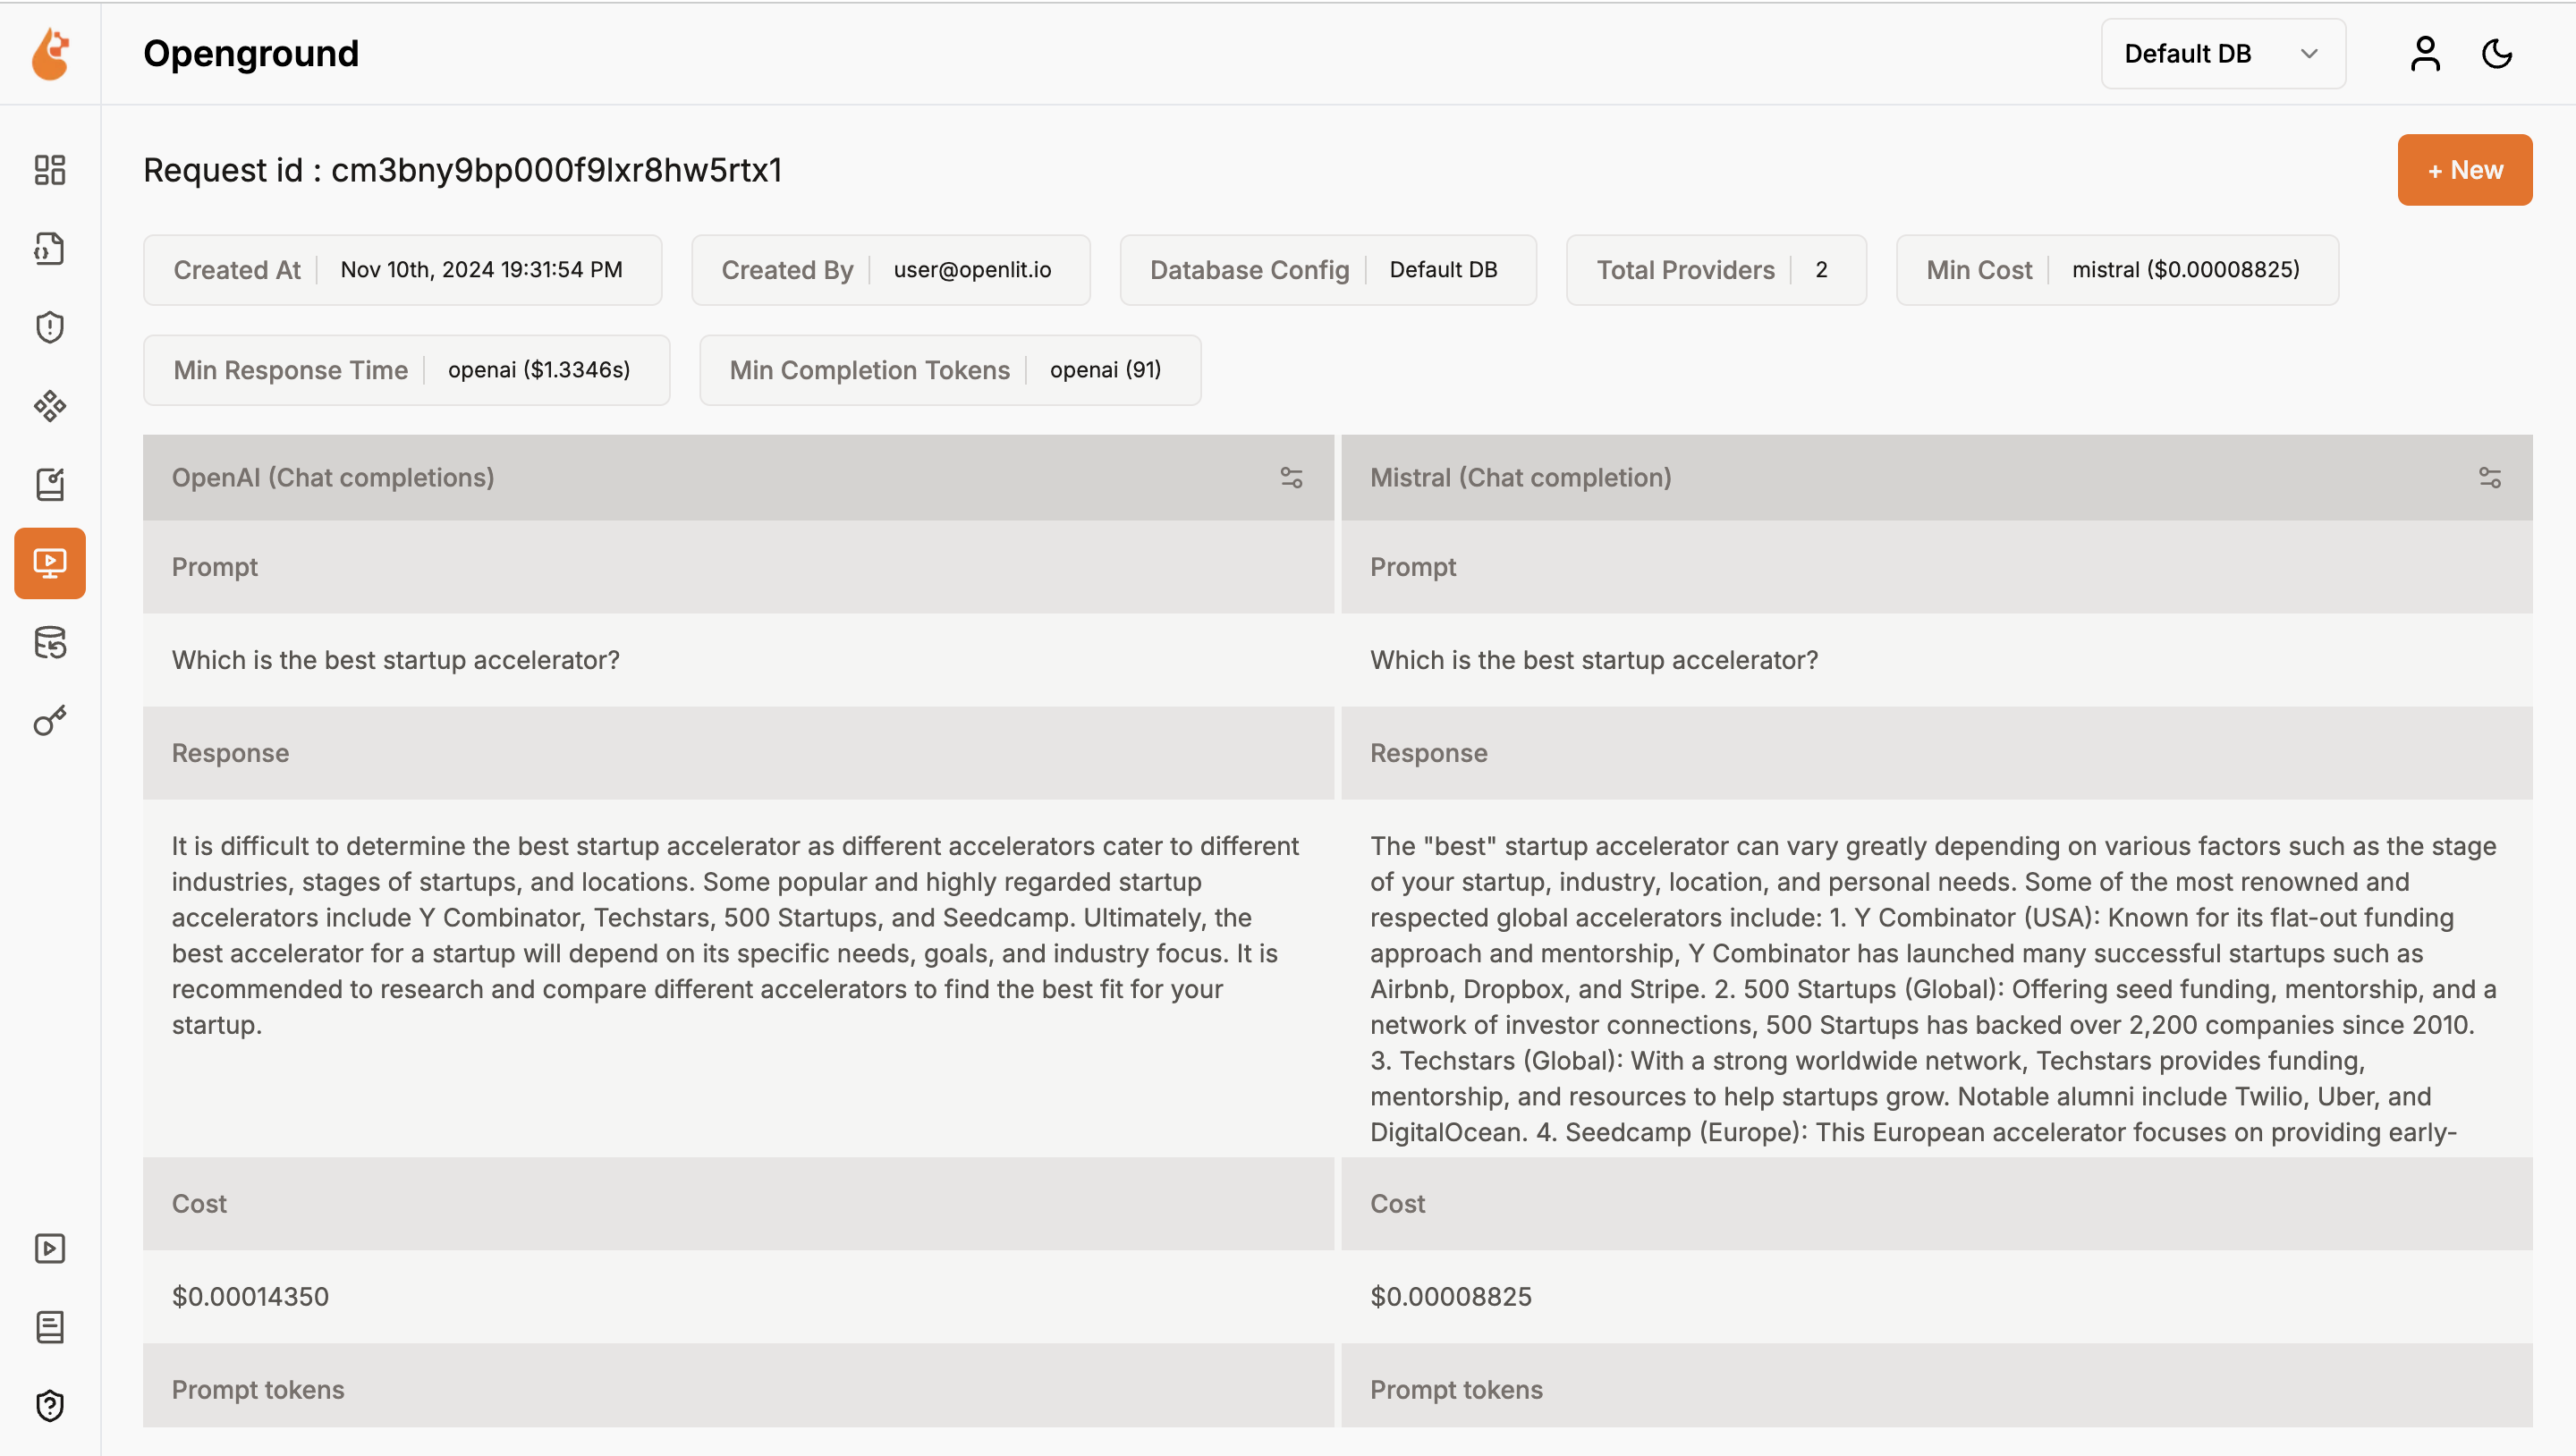 Openground
Default DB
Request id : cm3bny9bp000f9lxr8hw5rtx1
+ New
Created At Nov 10th, 2024 19:31:54 PM
Created By user@openlit.io
Database Config Default DB
Total Providers 2
Min Cost mistral ($0.00008825)
Min Response Time openai ($1.3346s)
Min Completion Tokens openai (91)
OpenAI (Chat completions)
Prompt
Which is the best startup accelerator?
Response
It is difficult to determine the best startup accelerator as different accelerators cater to different
industries, stages of startups, and locations. Some popular and highly regarded startup
accelerators include Y Combinator, Techstars, 500 Startups, and Seedcamp. Ultimately, the
best accelerator for a startup will depend on its specific needs, goals, and industry focus. It is
recommended to research and compare different accelerators to find the best fit for your
startup.
Cost
$0.00014350
Prompt tokens
Mistral (Chat completion)
Prompt
Which is the best startup accelerator?
Response
The "best" startup accelerator can vary greatly depending on various factors such as the stage
of your startup, industry, location, and personal needs. Some of the most renowned and
respected global accelerators include: 1. Y Combinator (USA): Known for its flat-out funding
approach and mentorship, Y Combinator has launched many successful startups such as
Airbnb, Dropbox, and Stripe. 2. 500 Startups (Global): Offering seed funding, mentorship, and a
network of investor connections, 500 Startups has backed over 2,200 companies since 2010.
3. Techstars (Global): With a strong worldwide network, Techstars provides funding,
mentorship, and resources to help startups grow. Notable alumni include Twilio, Uber, and
DigitalOcean. 4. Seedcamp (Europe): This European accelerator focuses on providing early-
Cost
$0.00008825
Prompt tokens